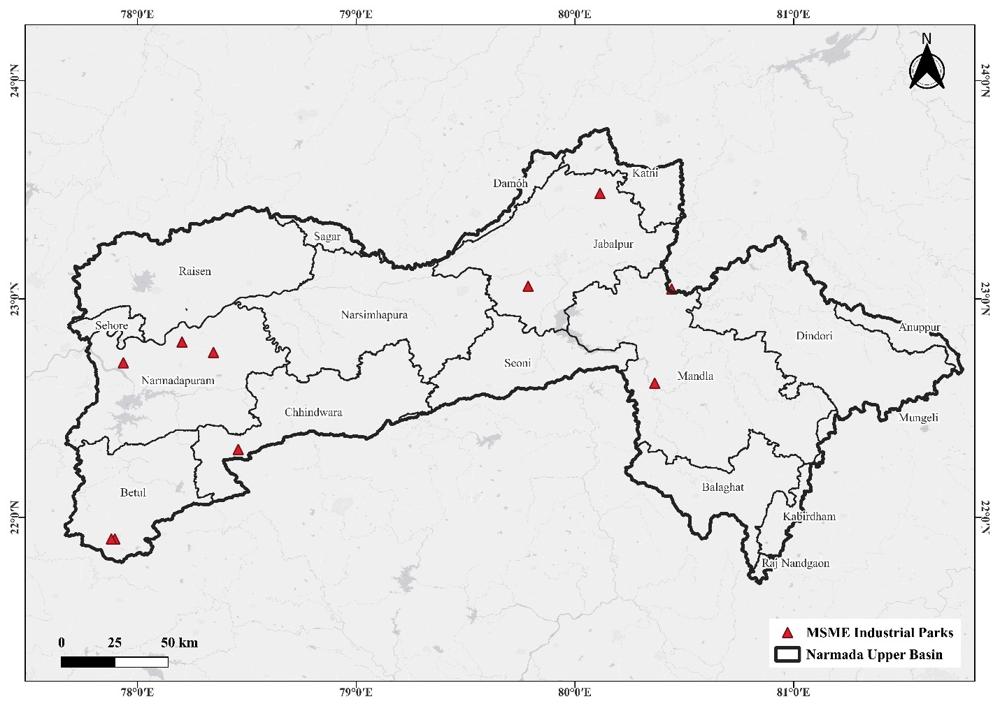 78°0′E 79°0′E 80°0′E 81°0′E
N
24°0′N 24°0′N
Katni
Damoh
Sagar
Jabalpur
Raisen
23°0′N 23°0′N
Narsimhapura
Sehore
Anuppur
Dindori
Seoni
Mandla
Narmadapuram
Chhindwara
Mungeli
Balaghat
Betul
22°0′N 22°0′N
Kabirdham
Raj Nandgaon
MSME Industrial Parks
0 25 50 km
Narmada Upper Basin
78°0′E 79°0′E 80°0′E 81°0′E